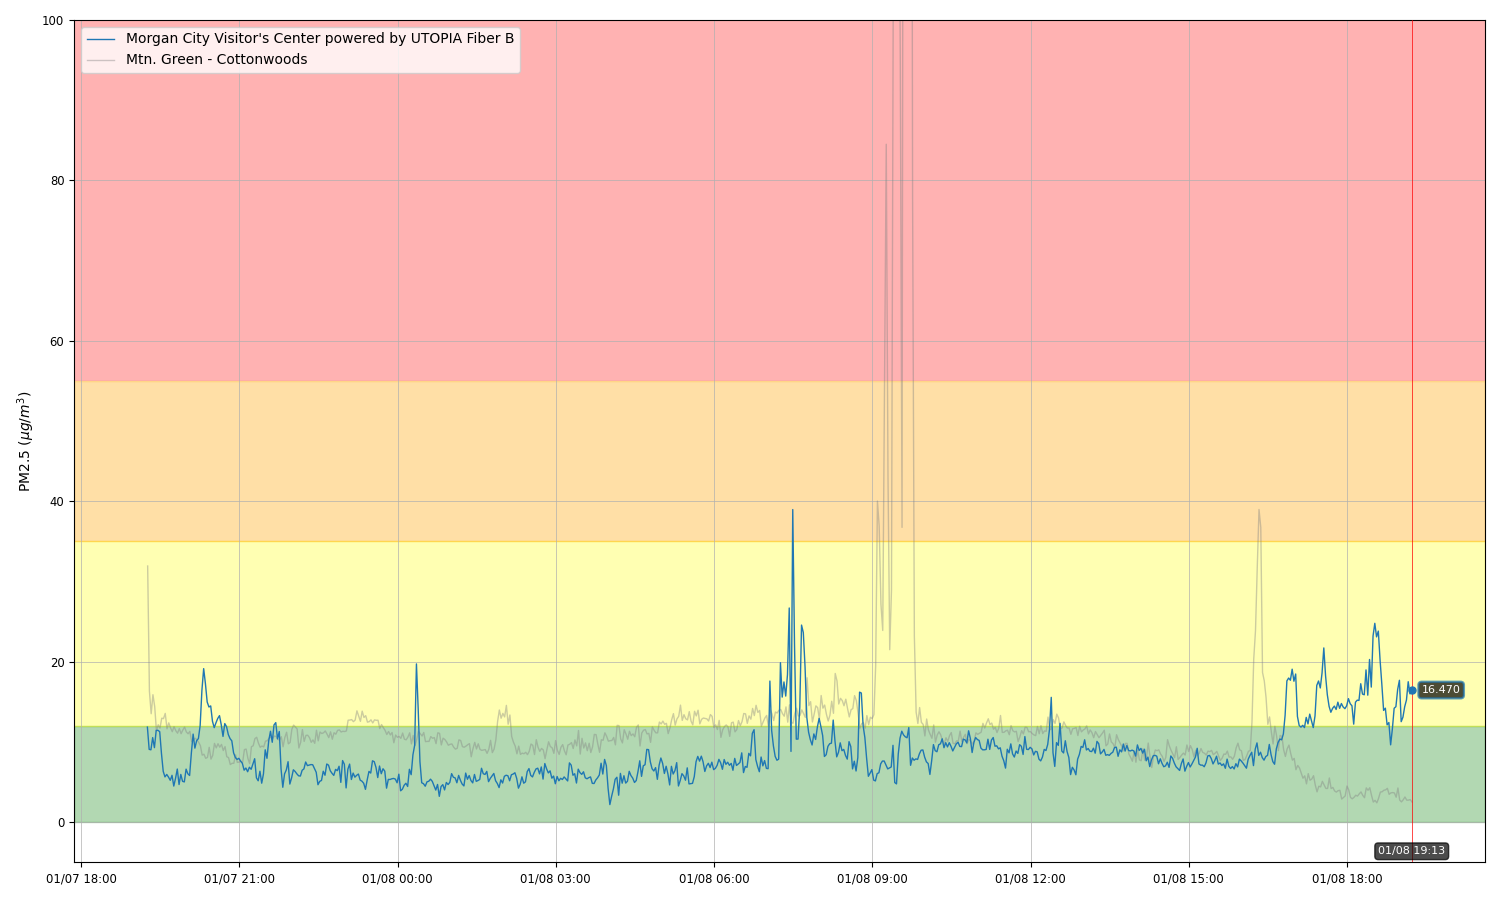 100
Morgan City Visitor's Center powered by UTOPIA Fiber B
Mtn. Green - Cottonwoods
80
60
PM2.5 (μg/m³)
40
20
16.470
0
01/08 19:13
01/07 18:00 01/07 21:00 01/08 00:00 01/08 03:00 01/08 06:00 01/08 09:00 01/08 12:00 01/08 15:00 01/08 18:00